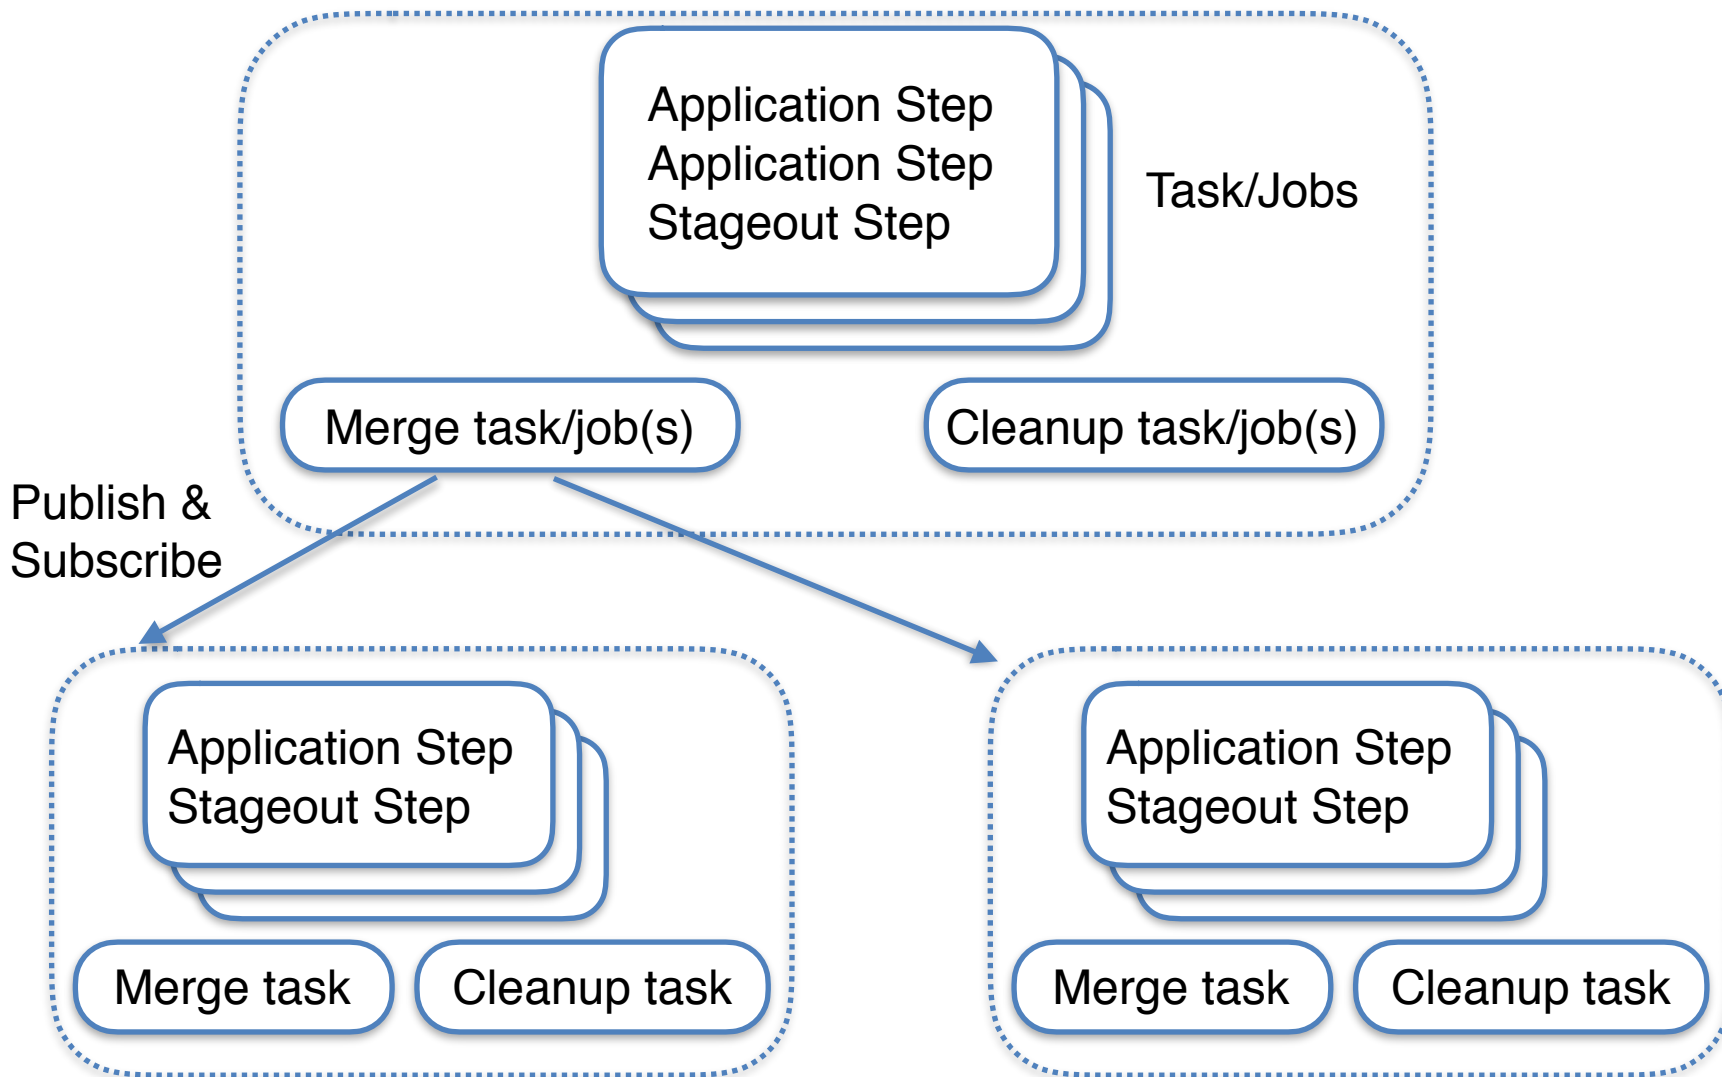 Application Step
Application Step
Stageout Step
Task/Jobs
Merge task/job(s)
Cleanup task/job(s)
Publish &
Subscribe
Application Step
Stageout Step
Merge task
Cleanup task
Application Step
Stageout Step
Merge task
Cleanup task